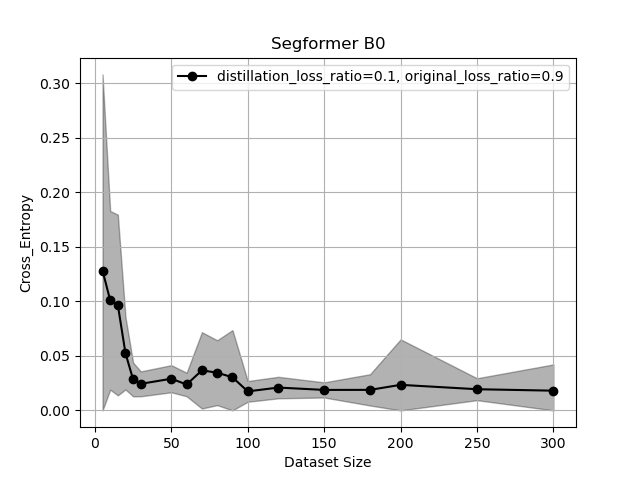 Segformer B0
distillation_loss_ratio=0.1, original_loss_ratio=0.9
Cross_Entropy
0.30
0.25
0.20
0.15
0.10
0.05
0.00
0 50 100 150 200 250 300
Dataset Size